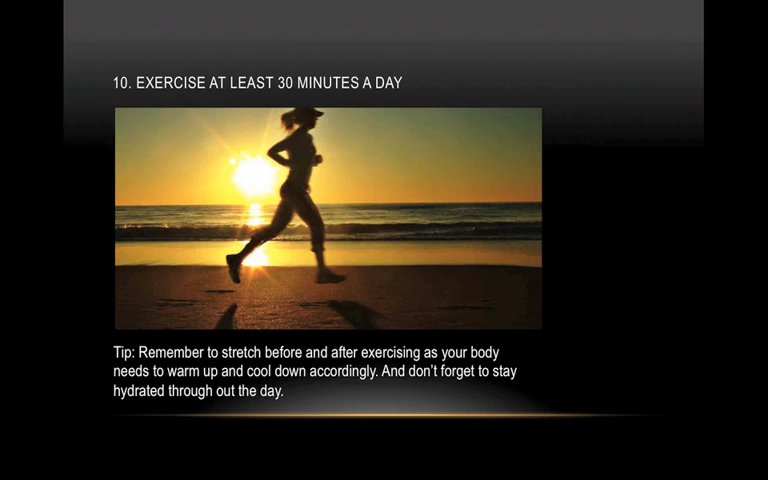 10. EXERCISE AT LEAST 30 MINUTES A DAY
Tip: Remember to stretch before and after exercising as your body
needs to warm up and cool down accordingly. And don’t forget to stay
hydrated through out the day.